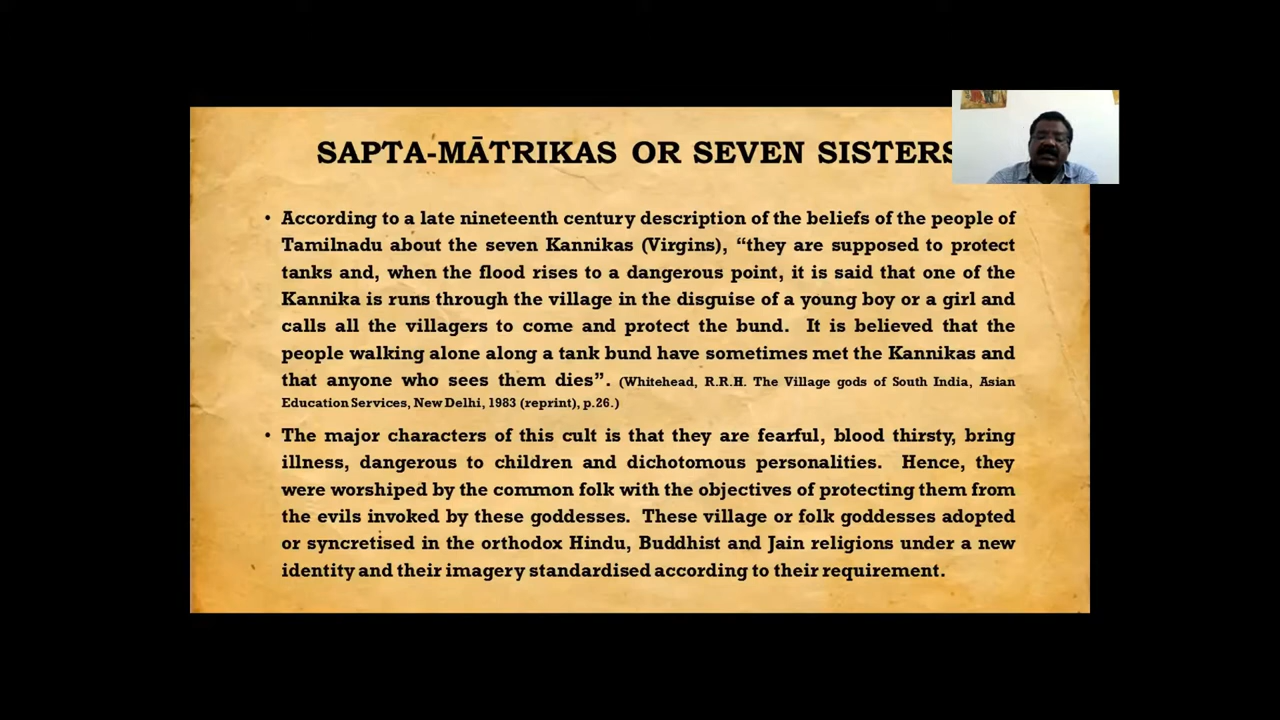 SAPTA-MĀTRIKAS OR SEVEN SISTERS
• According to a late nineteenth century description of the beliefs of the people of
Tamilnadu about the seven Kannikas (Virgins), “they are supposed to protect
tanks and, when the flood rises to a dangerous point, it is said that one of the
Kannika is runs through the village in the disguise of a young boy or a girl and
calls all the villagers to come and protect the bund. It is believed that the
people walking alone along a tank bund have sometimes met the Kannikas and
that anyone who sees them dies”. (Whitehead, R.R.H. The Village gods of South India, Asian
Education Services, New Delhi, 1983 (reprint), p.26.)
• The major characters of this cult is that they are fearful, blood thirsty, bring
illness, dangerous to children and dichotomous personalities. Hence, they
were worshiped by the common folk with the objectives of protecting them from
the evils invoked by these goddesses. These village or folk goddesses adopted
or syncretised in the orthodox Hindu, Buddhist and Jain religions under a new
identity and their imagery standardised according to their requirement.